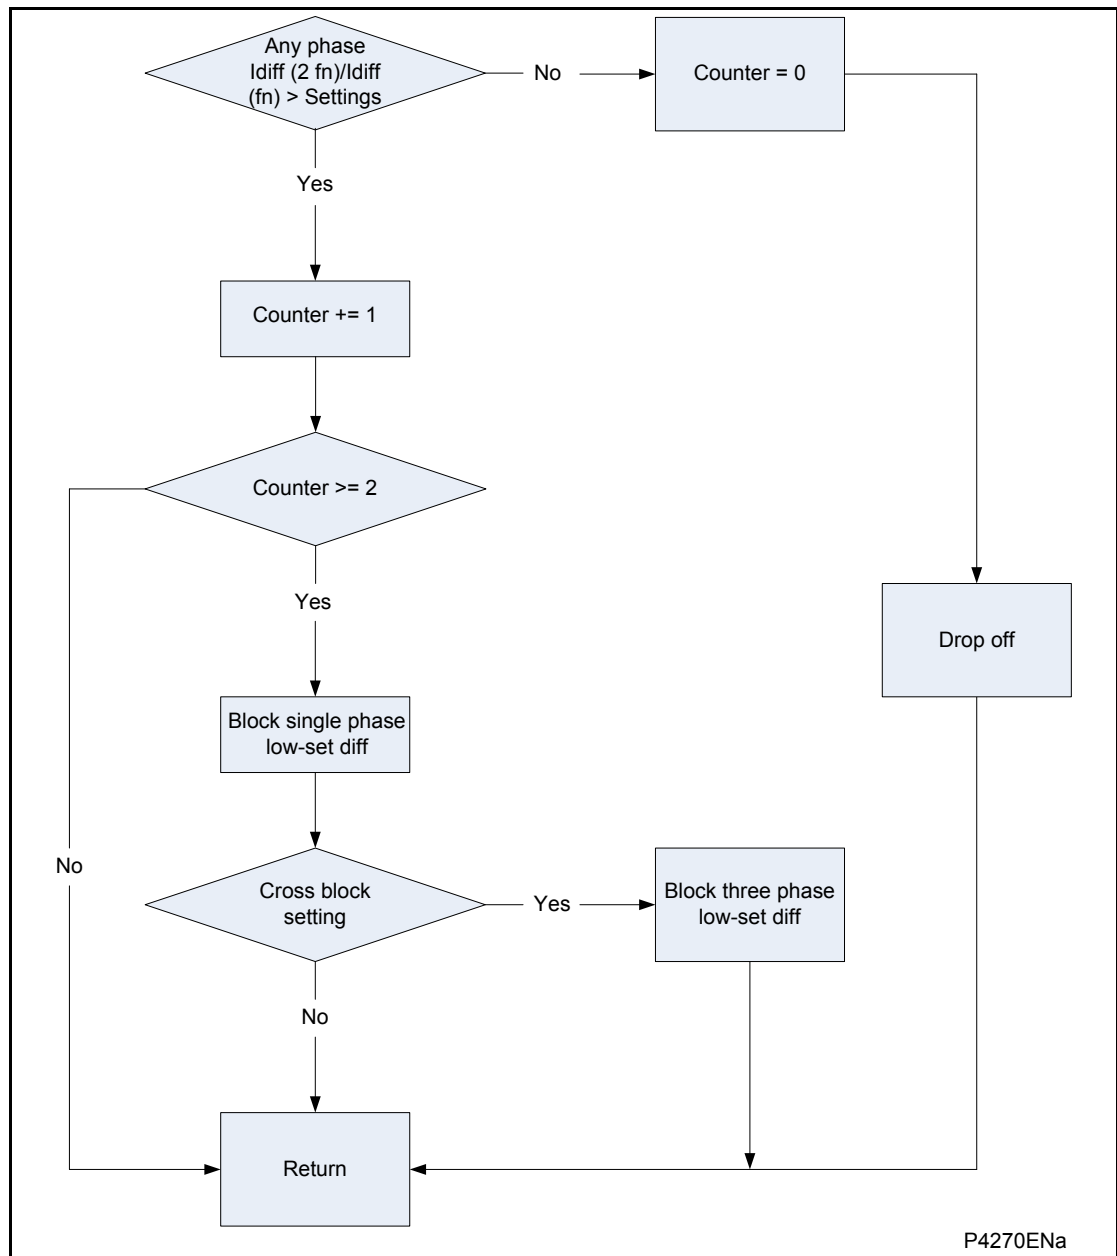 Any phase
Idiff (2 fn)/Idiff
(fn) > Settings
No
Counter = 0
Yes
Counter += 1
Counter >= 2
Yes
Drop off
Block single phase
low-set diff
No
Cross block
setting
Yes
Block three phase
low-set diff
No
Return
P4270ENa